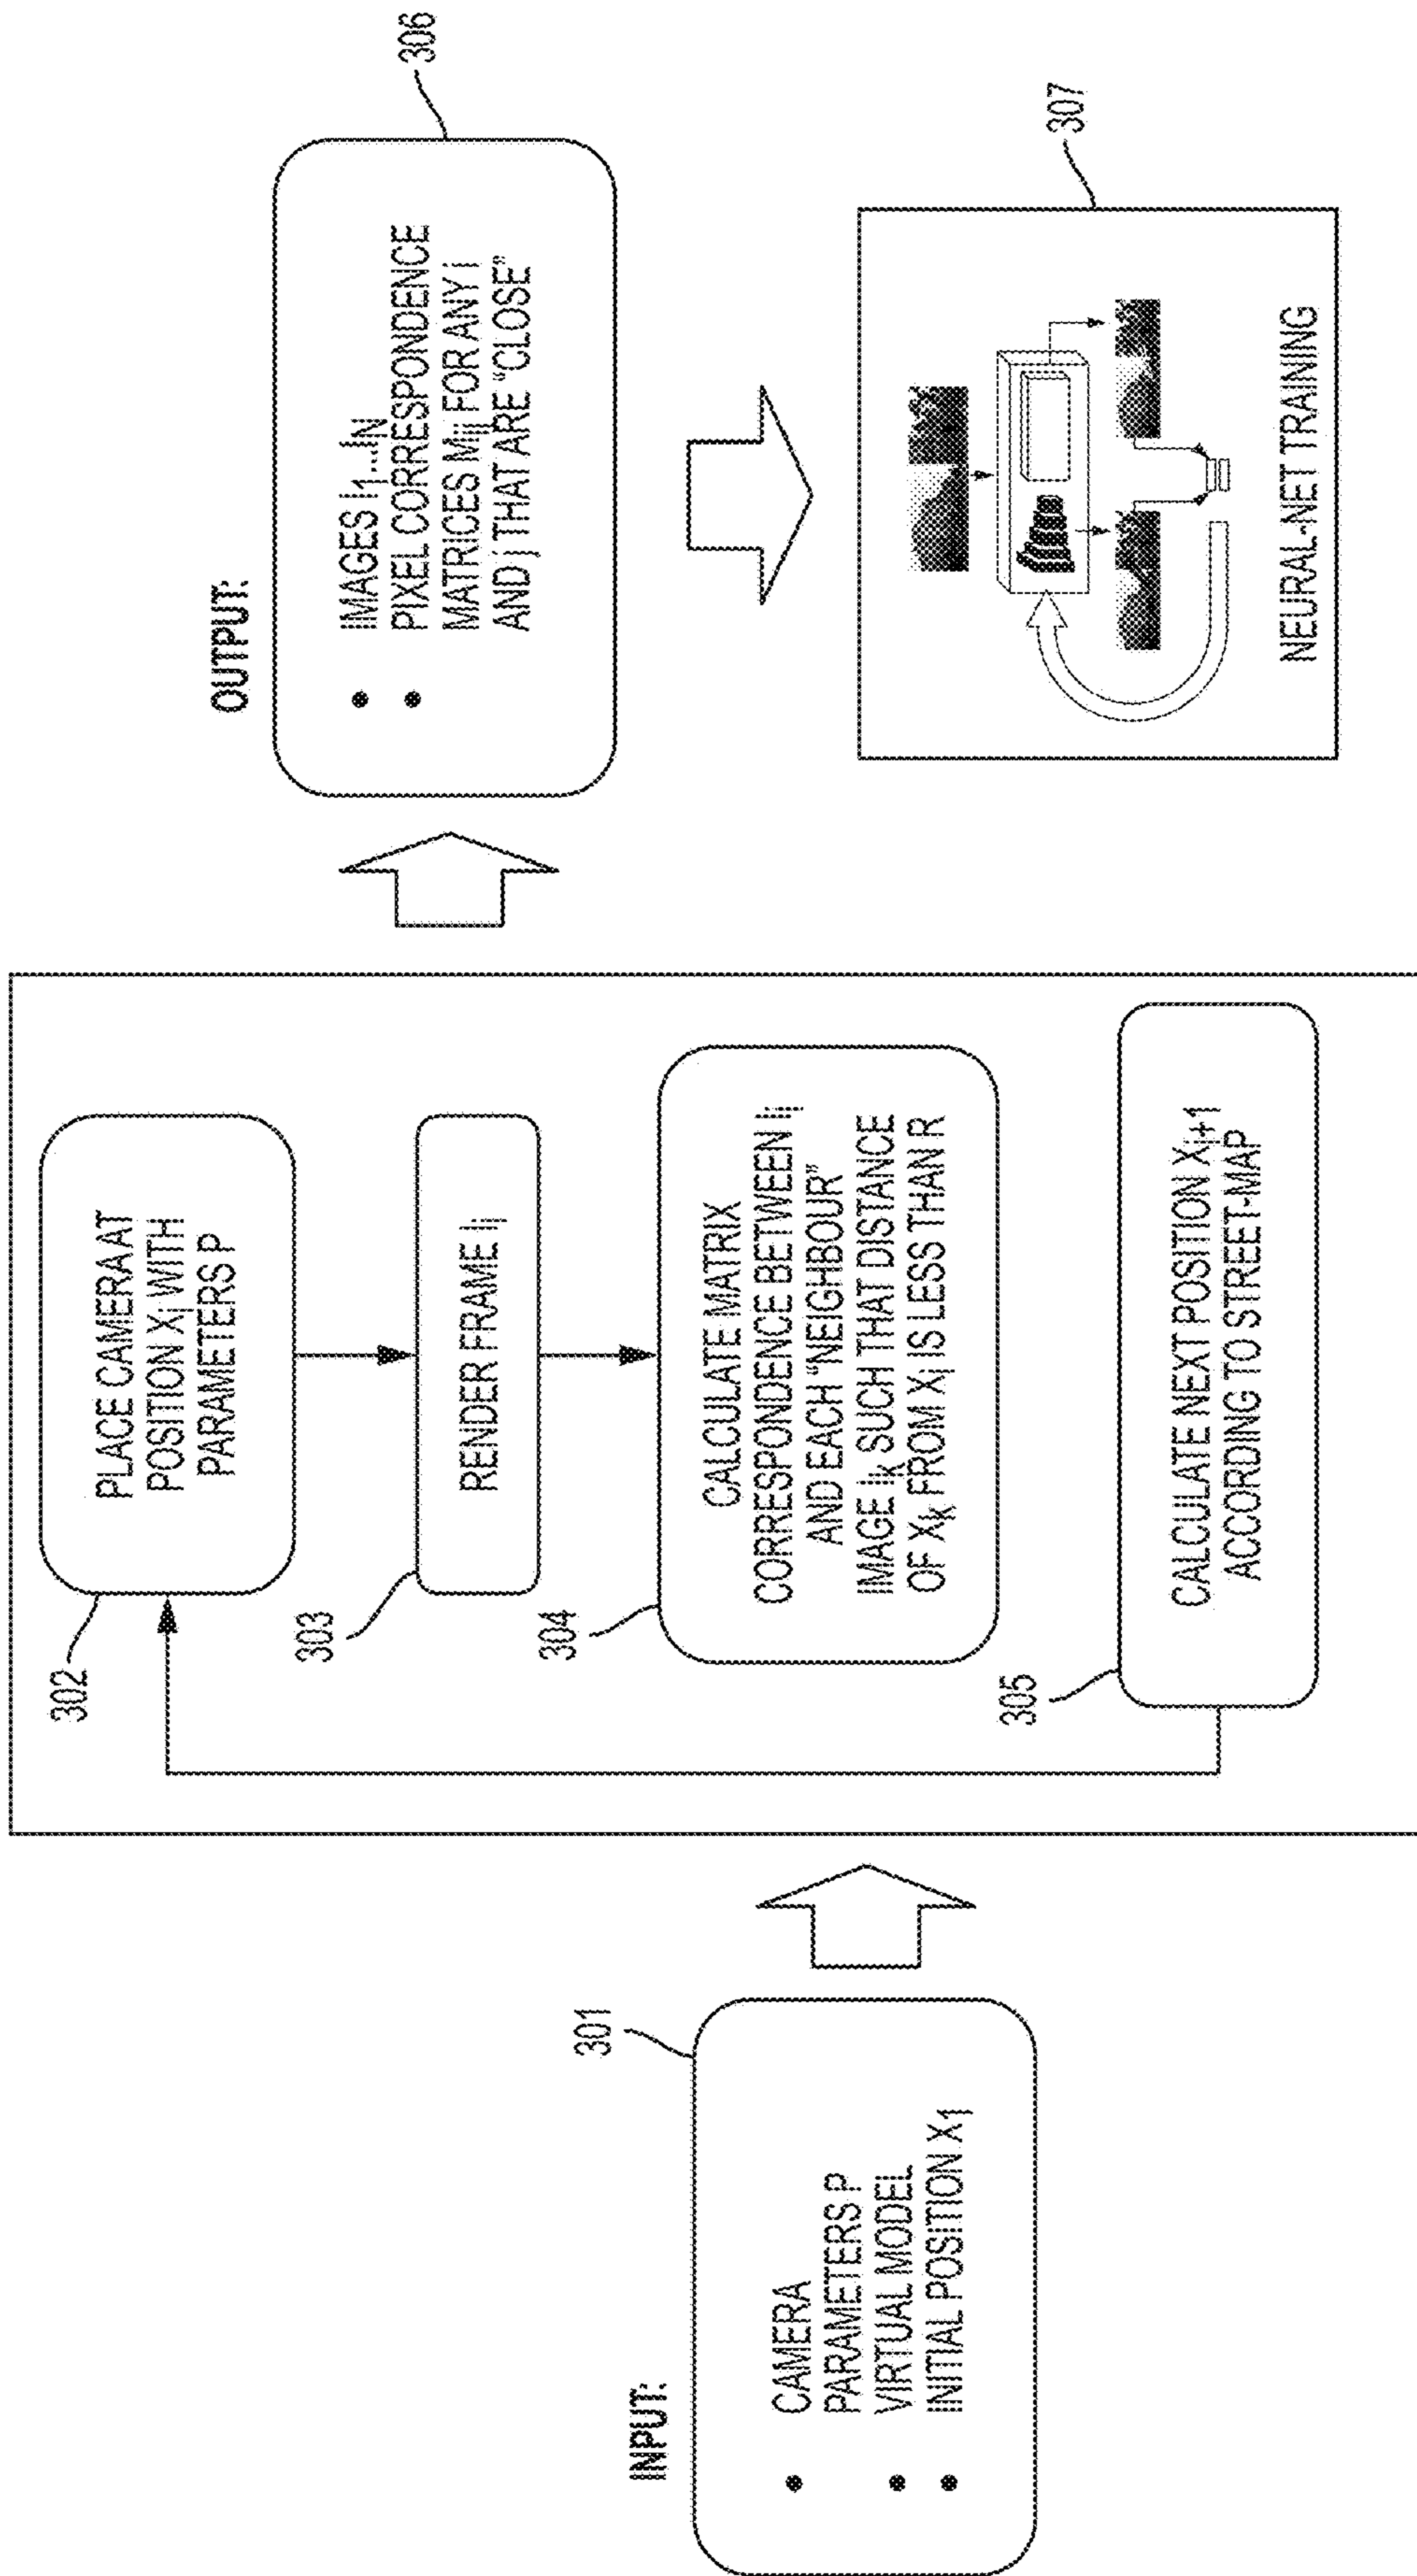 INPUT:
301
• CAMERA
PARAMETERS P
• VIRTUAL MODEL
• INITIAL POSITION X1
302
PLACE CAMERAAT
POSITION Xi WITH
PARAMETERS P
303
RENDER FRAME Ii
304
CALCULATE MATRIX
CORRESPONDENCE BETWEEN Ii
AND EACH "NEIGHBOUR"
IMAGE Ik SUCH THAT DISTANCE
OF Xk FROM Xi IS LESS THAN R
305
CALCULATE NEXT POSITION Xi+1
ACCORDING TO STREET-MAP
OUTPUT:
306
• IMAGES I1...IN
• PIXEL CORRESPONDENCE
MATRICES Mij FOR ANY i
AND j THAT ARE "CLOSE"
307
NEURAL-NET TRAINING